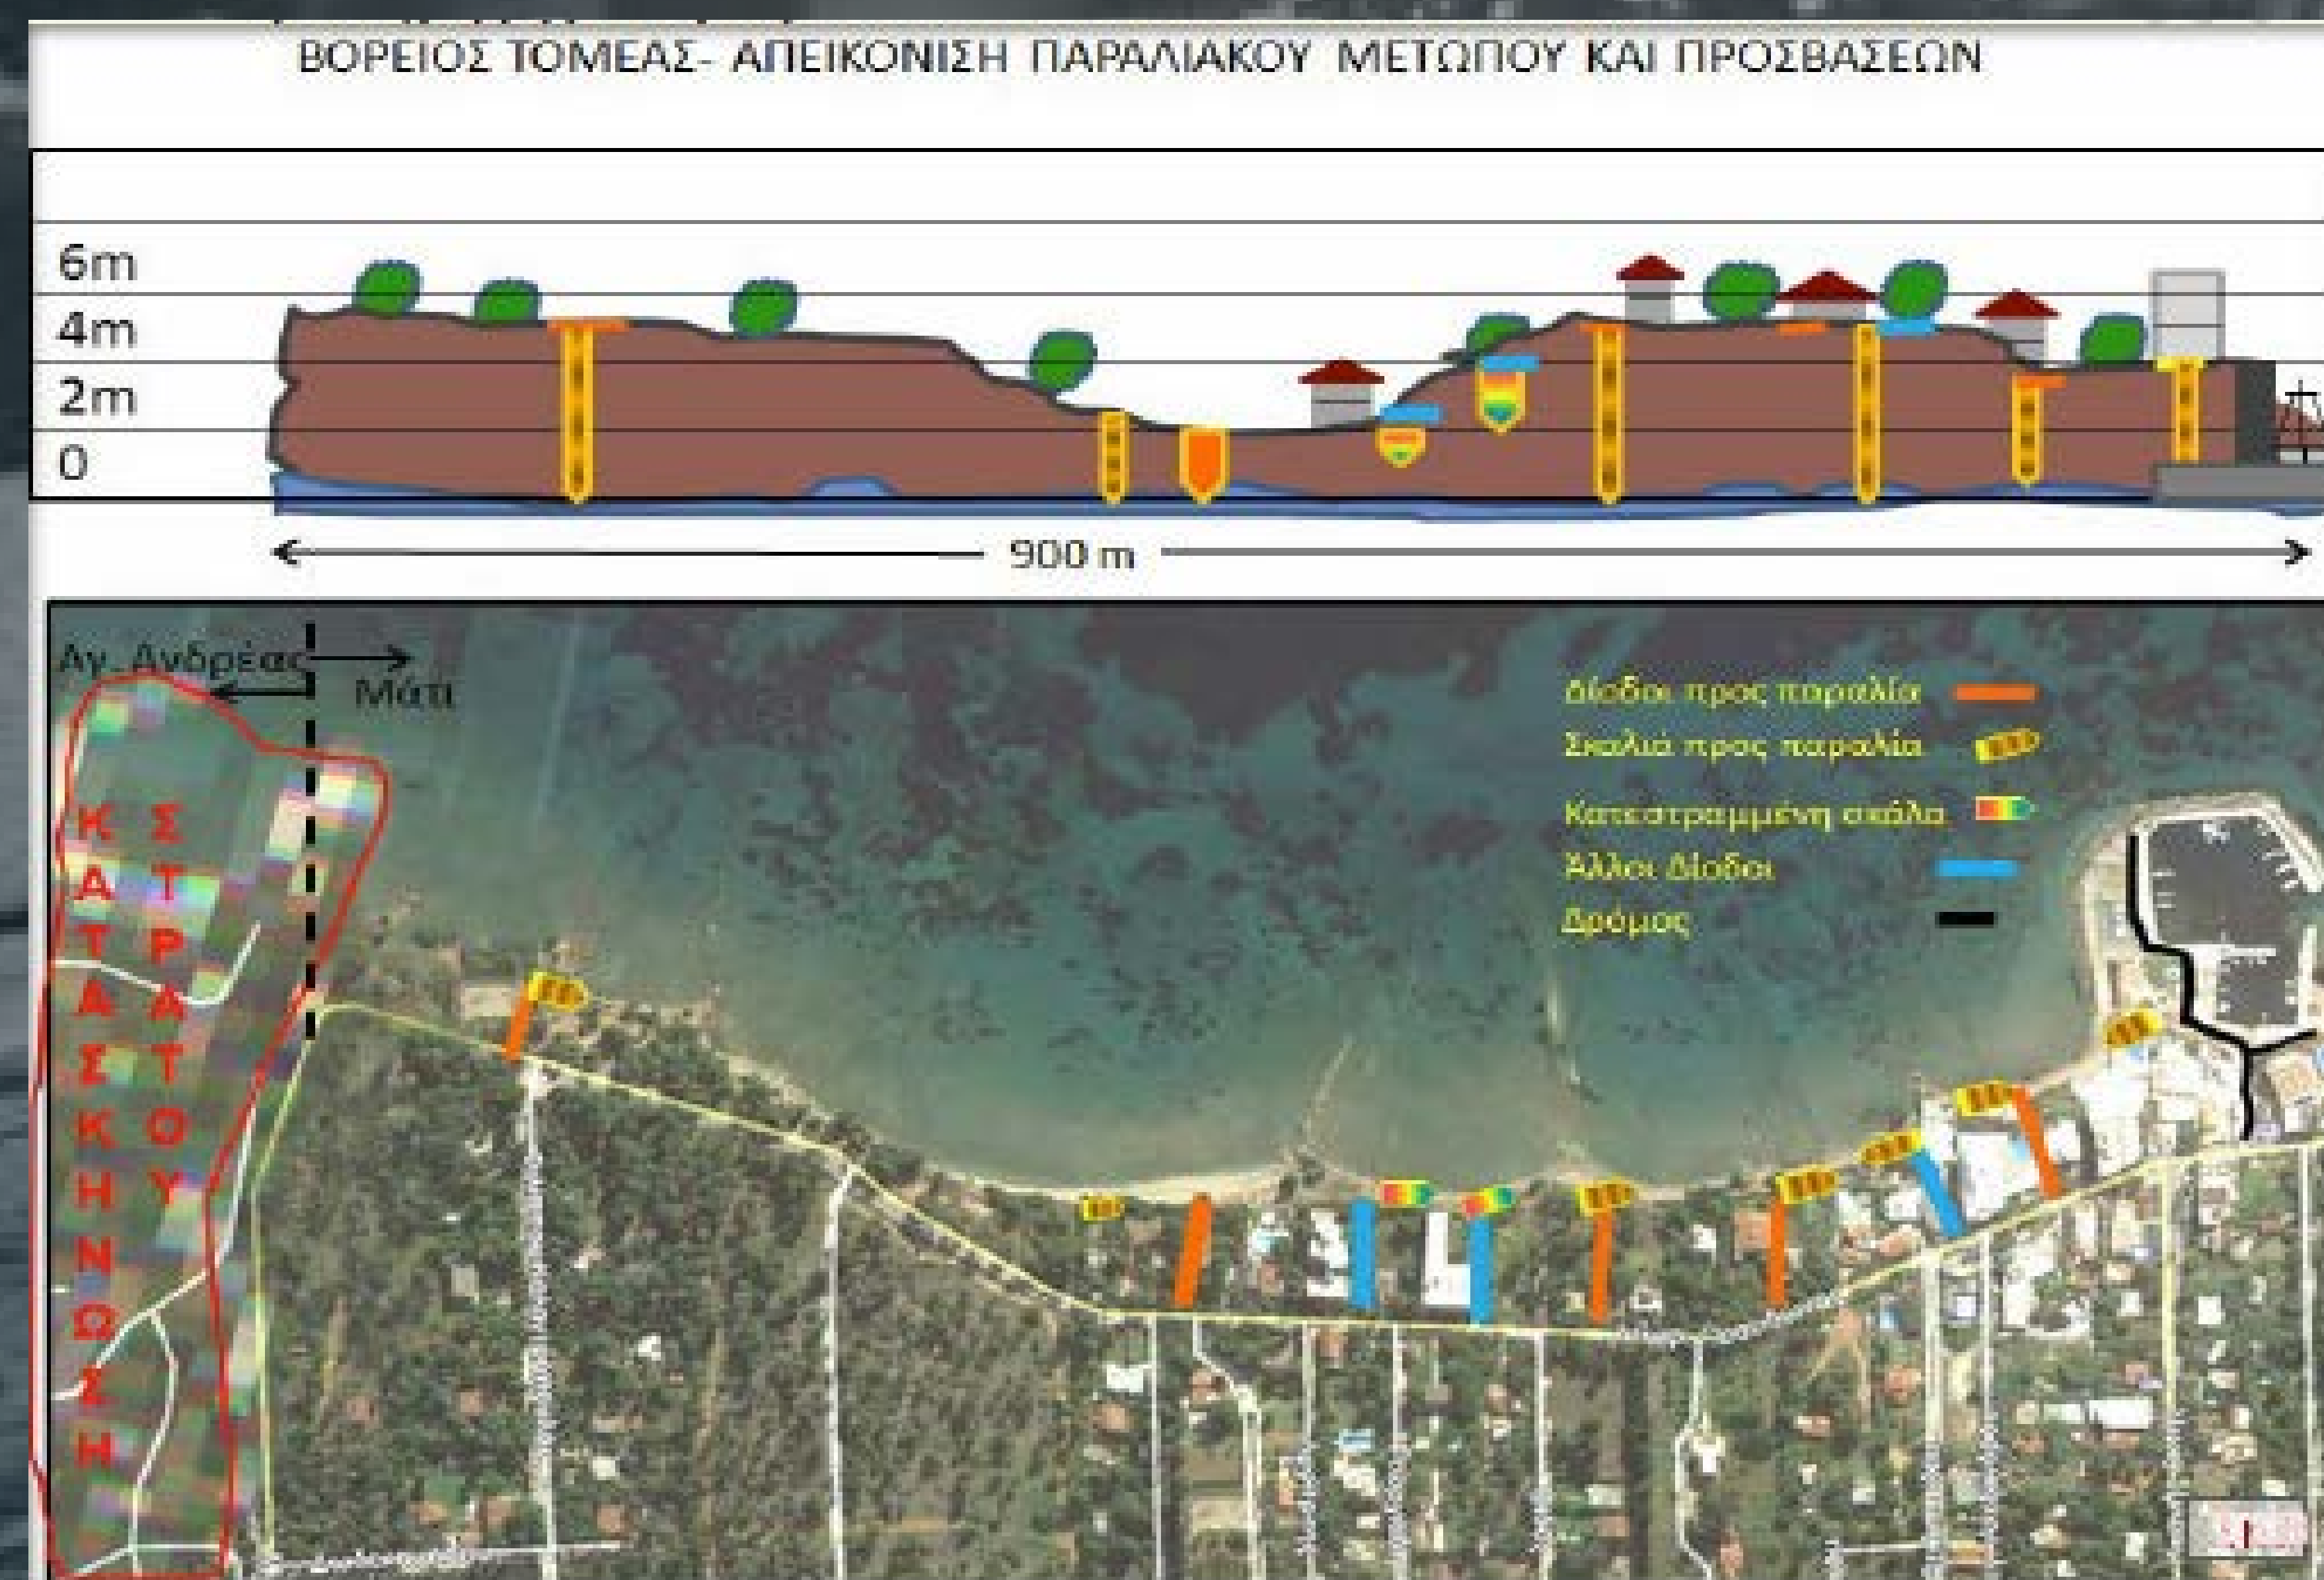 ΒΟΡΕΙΟΣ ΤΟΜΕΑΣ- ΑΠΕΙΚΟΝΙΣΗ ΠΑΡΑΛΙΑΚΟΥ ΜΕΤΩΠΟΥ ΚΑΙ ΠΡΟΣΒΑΣΕΩΝ
6m
4m
2m
0
900 m
Αγ. Ανδρέας
Μάτι
Δίοδοι προς παραλία
Σκαλιά προς παραλία
Κατεστραμμένη σκάλα
Άλλοι Δίοδοι
Δρόμος
ΚΑΤΑΣΚΗΝΩΣΗ
ΣΤΡΑΤΟΥ